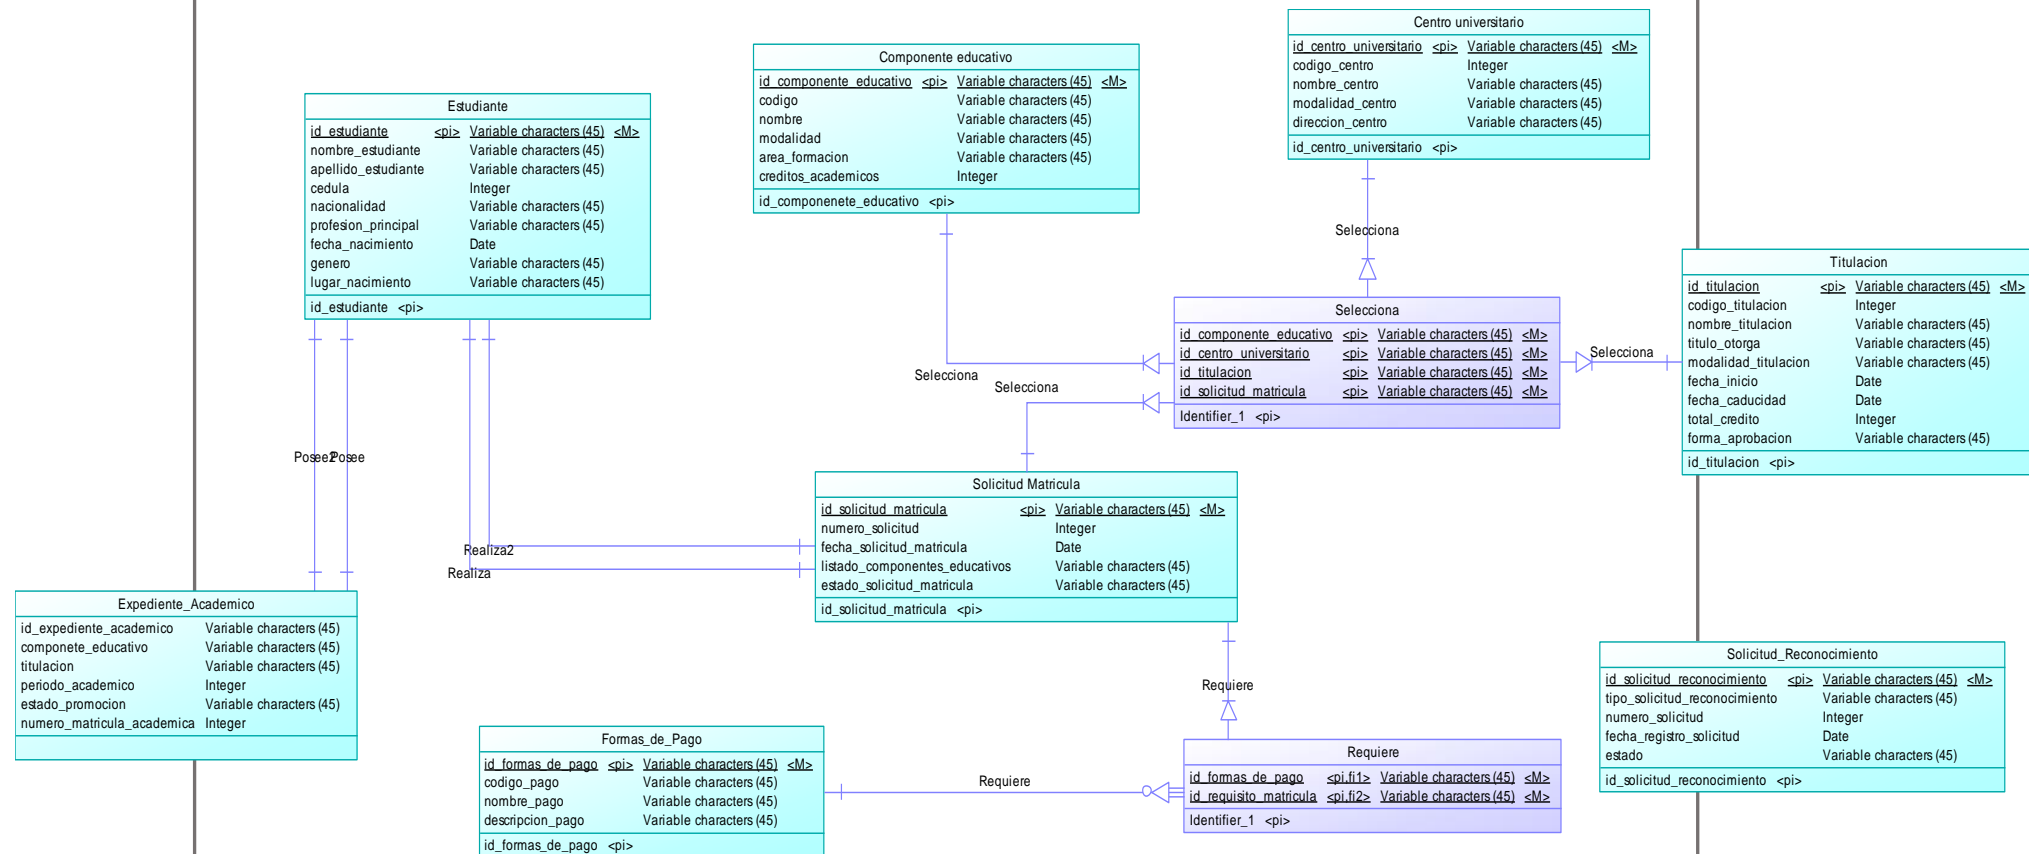 Centro universitario
id_centro_universitario <pi> Variable characters (45) <M>
codigo_centro Integer
nombre_centro Variable characters (45)
modalidad_centro Variable characters (45)
direccion_centro Variable characters (45)
id_centro_universitario <pi>
Componente educativo
id_componente_educativo <pi> Variable characters (45) <M>
codigo Variable characters (45)
nombre Variable characters (45)
modalidad Variable characters (45)
area_formacion Variable characters (45)
creditos_academicos Integer
id_componenete_educativo <pi>
Estudiante
id_estudiante <pi> Variable characters (45) <M>
nombre_estudiante Variable characters (45)
apellido_estudiante Variable characters (45)
cedula Integer
nacionalidad Variable characters (45)
profesion_principal Variable characters (45)
fecha_nacimiento Date
genero Variable characters (45)
lugar_nacimiento Variable characters (45)
id_estudiante <pi>
Selecciona
Titulacion
id_titulacion <pi> Variable characters (45) <M>
codigo_titulacion Integer
nombre_titulacion Variable characters (45)
titulo_otorga Variable characters (45)
modalidad_titulacion Variable characters (45)
fecha_inicio Date
fecha_caducidad Date
total_credito Integer
forma_aprobacion Variable characters (45)
id_titulacion <pi>
Selecciona
id_componente_educativo <pi> Variable characters (45) <M>
id_centro_universitario <pi> Variable characters (45) <M>
id_titulacion <pi> Variable characters (45) <M>
id_solicitud_matricula <pi> Variable characters (45) <M>
Identifier_1 <pi>
Selecciona
Selecciona
Selecciona
Posee2
Posee
Solicitud Matricula
id_solicitud_matricula <pi> Variable characters (45) <M>
numero_solicitud Integer
fecha_solicitud_matricula Date
listado_componentes_educativos Variable characters (45)
estado_solicitud_matricula Variable characters (45)
id_solicitud_matricula <pi>
Realiza2
Realiza
Expediente_Academico
id_expediente_academico Variable characters (45)
componete_educativo Variable characters (45)
titulacion Variable characters (45)
periodo_academico Integer
estado_promocion Variable characters (45)
numero_matricula_academica Integer
Solicitud_Reconocimiento
id_solicitud_reconocimiento <pi> Variable characters (45) <M>
tipo_solicitud_reconocimiento Variable characters (45)
numero_solicitud Integer
fecha_registro_solicitud Date
estado Variable characters (45)
id_solicitud_reconocimiento <pi>
Requiere
Formas_de_Pago
id_formas_de_pago <pi> Variable characters (45) <M>
codigo_pago Variable characters (45)
nombre_pago Variable characters (45)
descripcion_pago Variable characters (45)
id_formas_de_pago <pi>
Requiere
Requiere
id_formas_de_pago <pi,fi1> Variable characters (45) <M>
id_requisito_matricula <pi,fi2> Variable characters (45) <M>
Identifier_1 <pi>